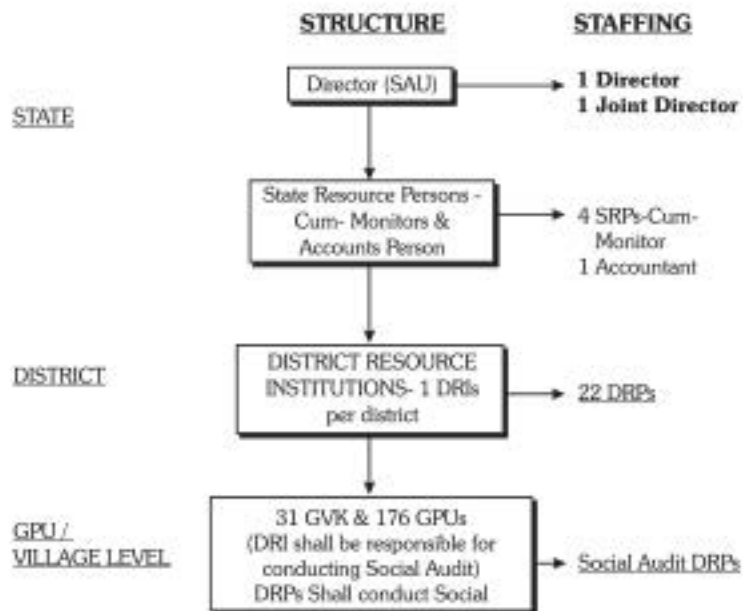 STRUCTURE STAFFING
STATE
Director (SAU)
1 Director
1 Joint Director
State Resource Persons -
Cum- Monitors &
Accounts Person
4 SRPs-Cum-
Monitor
1 Accountant
DISTRICT
DISTRICT RESOURCE
INSTITUTIONS- 1 DRIs
per district
22 DRPs
GPU /
VILLAGE LEVEL
31 GVK & 176 GPUs
(DRI shall be responsible for
conducting Social Audit)
DRPs Shall conduct Social
Social Audit DRPs